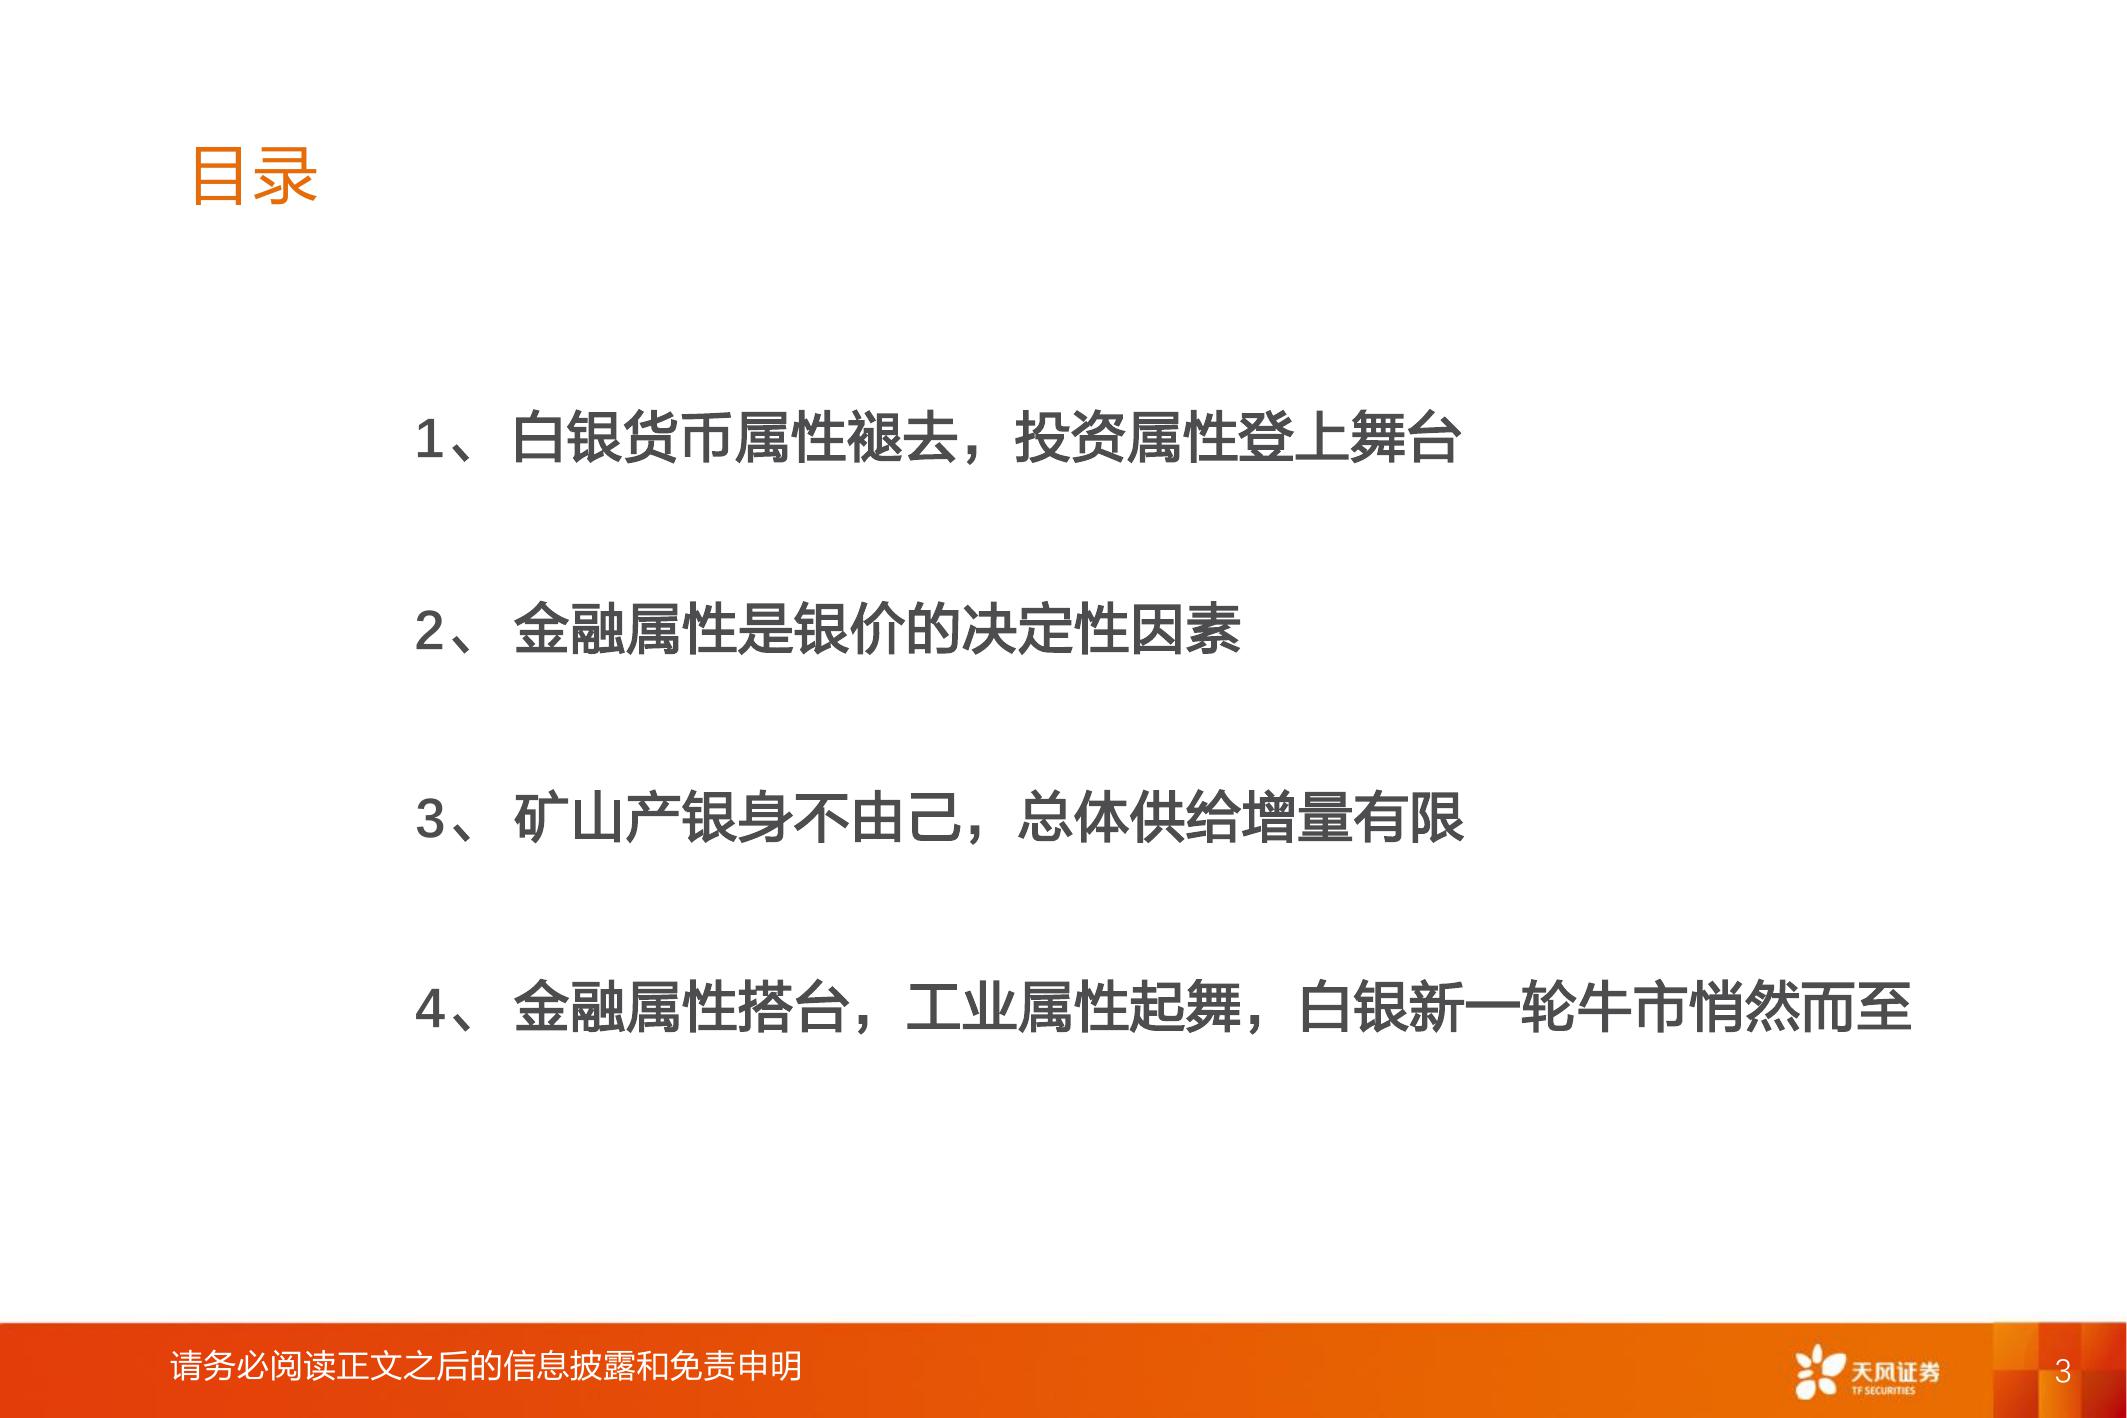 目录
1、 白银货币属性褪去，投资属性登上舞台
2、 金融属性是银价的决定性因素
3、 矿山产银身不由己，总体供给增量有限
4、 金融属性搭台，工业属性起舞，白银新一轮牛市悄然而至
请务必阅读正文之后的信息披露和免责申明
天风证券
TF SECURITIES
3